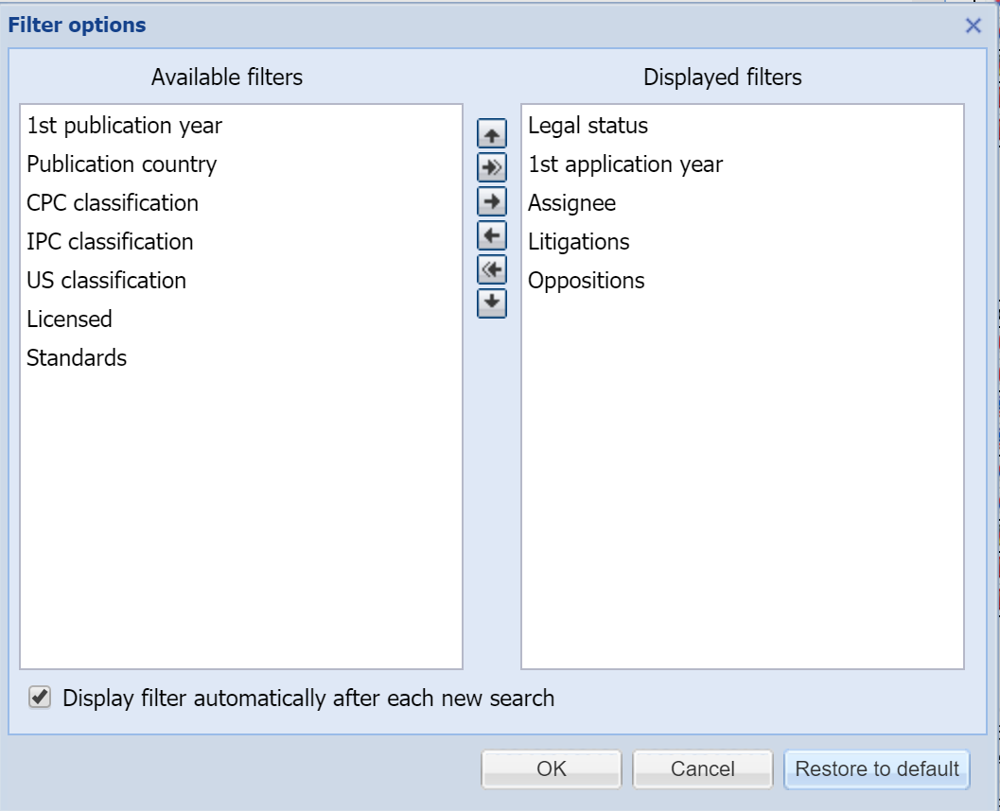 Filter options
Available filters
Displayed filters
1st publication year
Publication country
CPC classification
IPC classification
US classification
Licensed
Standards
Legal status
1st application year
Assignee
Litigations
Oppositions
Display filter automatically after each new search
OK
Cancel
Restore to default